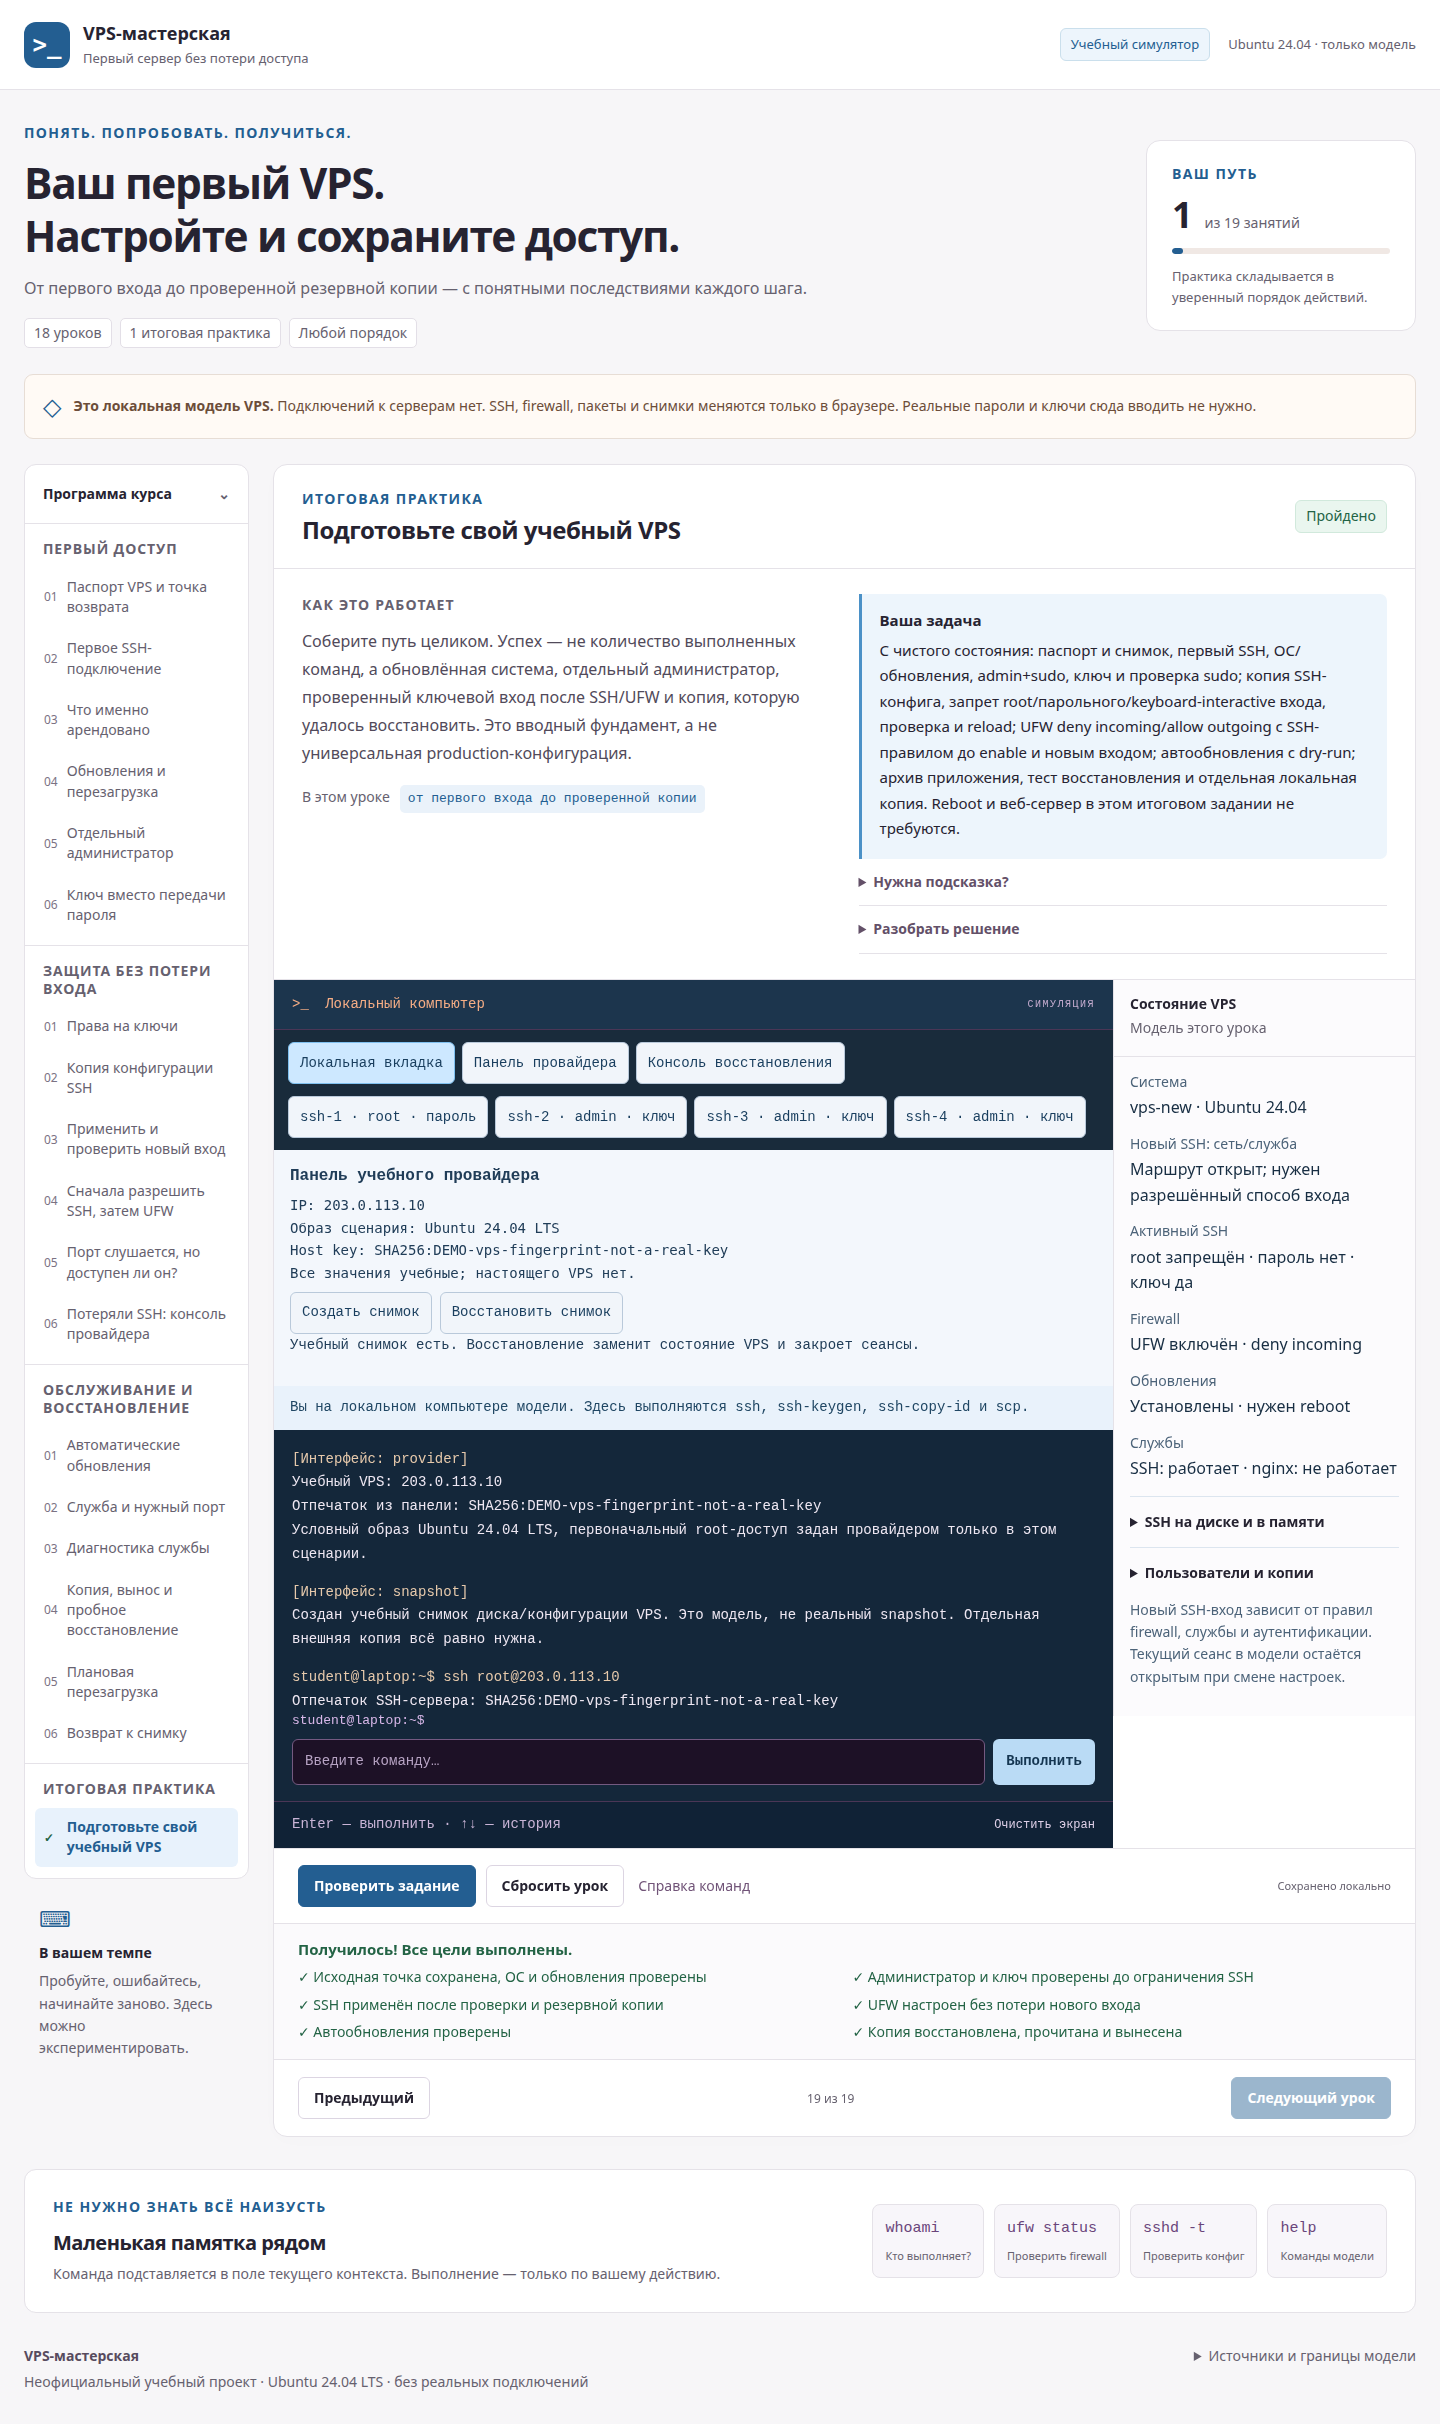 >_
VPS-мастерская
Первый сервер без потери доступа
Учебный симулятор
Ubuntu 24.04 · только модель
ПОНЯТЬ. ПОПРОБОВАТЬ. ПОЛУЧИТЬСЯ.
Ваш первый VPS.
Настройте и сохраните доступ.
От первого входа до проверенной резервной копии — с понятными последствиями каждого шага.
18 уроков
1 итоговая практика
Любой порядок
ВАШ ПУТЬ
1 из 19 занятий
Практика складывается в
уверенный порядок действий.
Это локальная модель VPS. Подключений к серверам нет. SSH, firewall, пакеты и снимки меняются только в браузере. Реальные пароли и ключи сюда вводить не нужно.
Программа курса
ПЕРВЫЙ ДОСТУП
01 Паспорт VPS и точка
возврата
02 Первое SSH-
подключение
03 Что именно
арендовано
04 Обновления и
перезагрузка
05 Отдельный
администратор
06 Ключ вместо передачи
пароля
ЗАЩИТА БЕЗ ПОТЕРИ
ВХОДА
01 Права на ключи
02 Копия конфигурации
SSH
03 Применить и
проверить новый вход
04 Сначала разрешить
SSH, затем UFW
05 Порт слушается, но
доступен ли он?
06 Потеряли SSH: консоль
провайдера
ОБСЛУЖИВАНИЕ И
ВОССТАНОВЛЕНИЕ
01 Автоматические
обновления
02 Служба и нужный порт
03 Диагностика службы
04 Копия, вынос и
пробное
восстановление
05 Плановая
перезагрузка
06 Возврат к снимку
ИТОГОВАЯ ПРАКТИКА
✓ Подготовьте свой
учебный VPS
В вашем темпе
Пробуйте, ошибайтесь,
начинайте заново. Здесь
можно
экспериментировать.
ИТОГОВАЯ ПРАКТИКА
Подготовьте свой учебный VPS
Пройдено
КАК ЭТО РАБОТАЕТ
Соберите путь целиком. Успех — не количество выполненных
команд, а обновлённая система, отдельный администратор,
проверенный ключевой вход после SSH/UFW и копия, которую
удалось восстановить. Это вводный фундамент, а не
универсальная production-конфигурация.
В этом уроке от первого входа до проверенной копии
Ваша задача
С чистого состояния: паспорт и снимок, первый SSH, ОС/
обновления, admin+sudo, ключ и проверка sudo; копия SSH-
конфига, запрет root/парольного/keyboard-interactive входа,
проверка и reload; UFW deny incoming/allow outgoing с SSH-
правилом до enable и новым входом; автообновления с dry-run;
архив приложения, тест восстановления и отдельная локальная
копия. Reboot и веб-сервер в этом итоговом задании не
требуются.
▶ Нужна подсказка?
▶ Разобрать решение
>_ Локальный компьютер
СИМУЛЯЦИЯ
Локальная вкладка
Панель провайдера
Консоль восстановления
ssh-1 · root · пароль
ssh-2 · admin · ключ
ssh-3 · admin · ключ
ssh-4 · admin · ключ
Панель учебного провайдера
IP: 203.0.113.10
Образ сценария: Ubuntu 24.04 LTS
Host key: SHA256:DEMO-vps-fingerprint-not-a-real-key
Все значения учебные; настоящего VPS нет.
Создать снимок
Восстановить снимок
Учебный снимок есть. Восстановление заменит состояние VPS и закроет сеансы.
Вы на локальном компьютере модели. Здесь выполняются ssh, ssh-keygen, ssh-copy-id и scp.
[Интерфейс: provider]
Учебный VPS: 203.0.113.10
Отпечаток из панели: SHA256:DEMO-vps-fingerprint-not-a-real-key
Условный образ Ubuntu 24.04 LTS, первоначальный root-доступ задан провайдером только в этом
сценарии.
[Интерфейс: snapshot]
Создан учебный снимок диска/конфигурации VPS. Это модель, не реальный snapshot. Отдельная
внешняя копия всё равно нужна.
student@laptop:~$ ssh root@203.0.113.10
Отпечаток SSH-сервера: SHA256:DEMO-vps-fingerprint-not-a-real-key
student@laptop:~$
Введите команду…
Выполнить
Enter — выполнить · ↑↓ — история
Очистить экран
Состояние VPS
Модель этого урока
Система
vps-new · Ubuntu 24.04
Новый SSH: сеть/служба
Маршрут открыт; нужен
разрешённый способ входа
Активный SSH
root запрещён · пароль нет ·
ключ да
Firewall
UFW включён · deny incoming
Обновления
Установлены · нужен reboot
Службы
SSH: работает · nginx: не работает
▶ SSH на диске и в памяти
▶ Пользователи и копии
Новый SSH-вход зависит от правил
firewall, службы и аутентификации.
Текущий сеанс в модели остаётся
открытым при смене настроек.
Проверить задание
Сбросить урок
Справка команд
Сохранено локально
Получилось! Все цели выполнены.
✓ Исходная точка сохранена, ОС и обновления проверены
✓ Администратор и ключ проверены до ограничения SSH
✓ SSH применён после проверки и резервной копии
✓ UFW настроен без потери нового входа
✓ Автообновления проверены
✓ Копия восстановлена, прочитана и вынесена
Предыдущий
19 из 19
Следующий урок
НЕ НУЖНО ЗНАТЬ ВСЁ НАИЗУСТЬ
Маленькая памятка рядом
Команда подставляется в поле текущего контекста. Выполнение — только по вашему действию.
whoami
Кто выполняет?
ufw status
Проверить firewall
sshd -t
Проверить конфиг
help
Команды модели
VPS-мастерская
Неофициальный учебный проект · Ubuntu 24.04 LTS · без реальных подключений
▶ Источники и границы модели